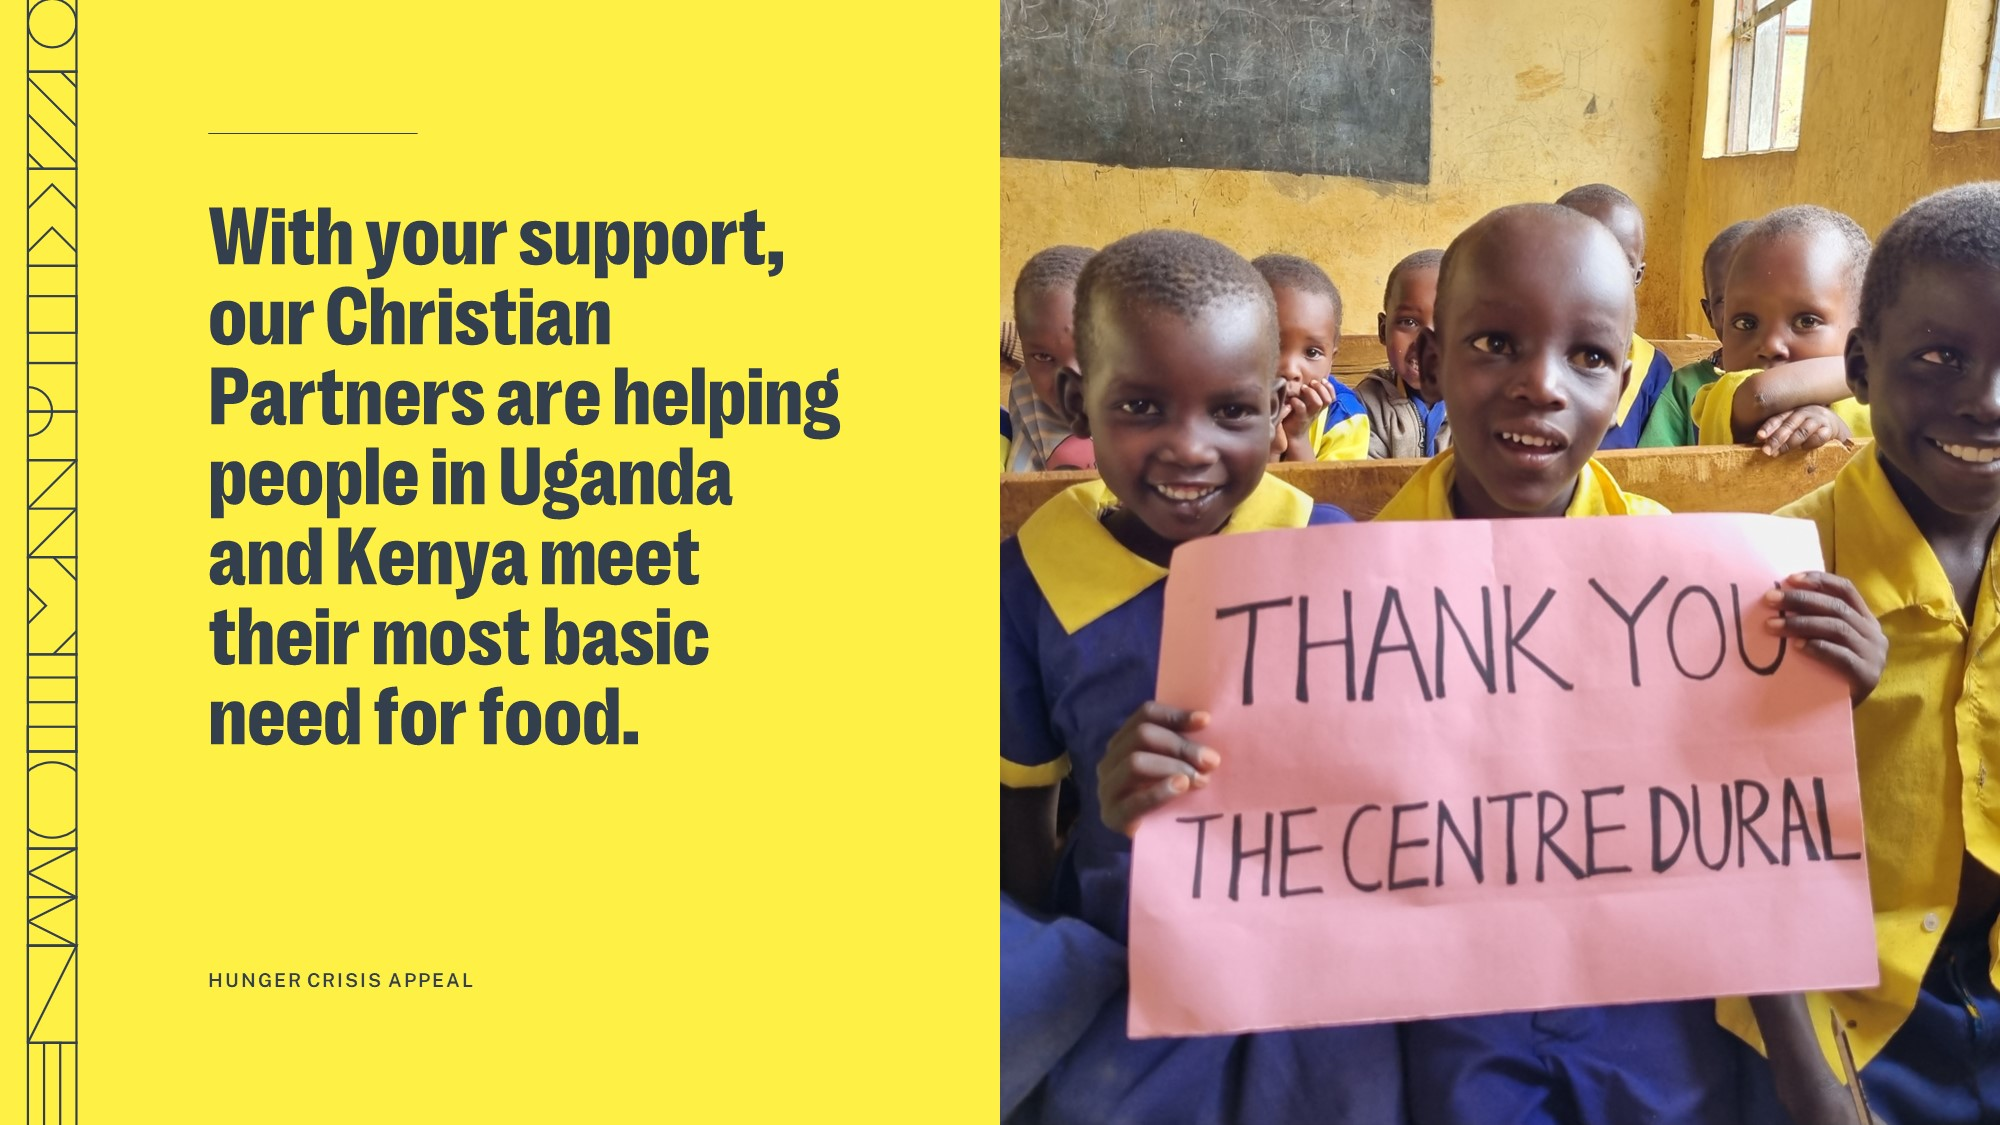 With your support,
our Christian
Partners are helping
people in Uganda
and Kenya meet
their most basic
need for food.
HUNGER CRISIS APPEAL
THANK YOU
THE CENTRE DURAL